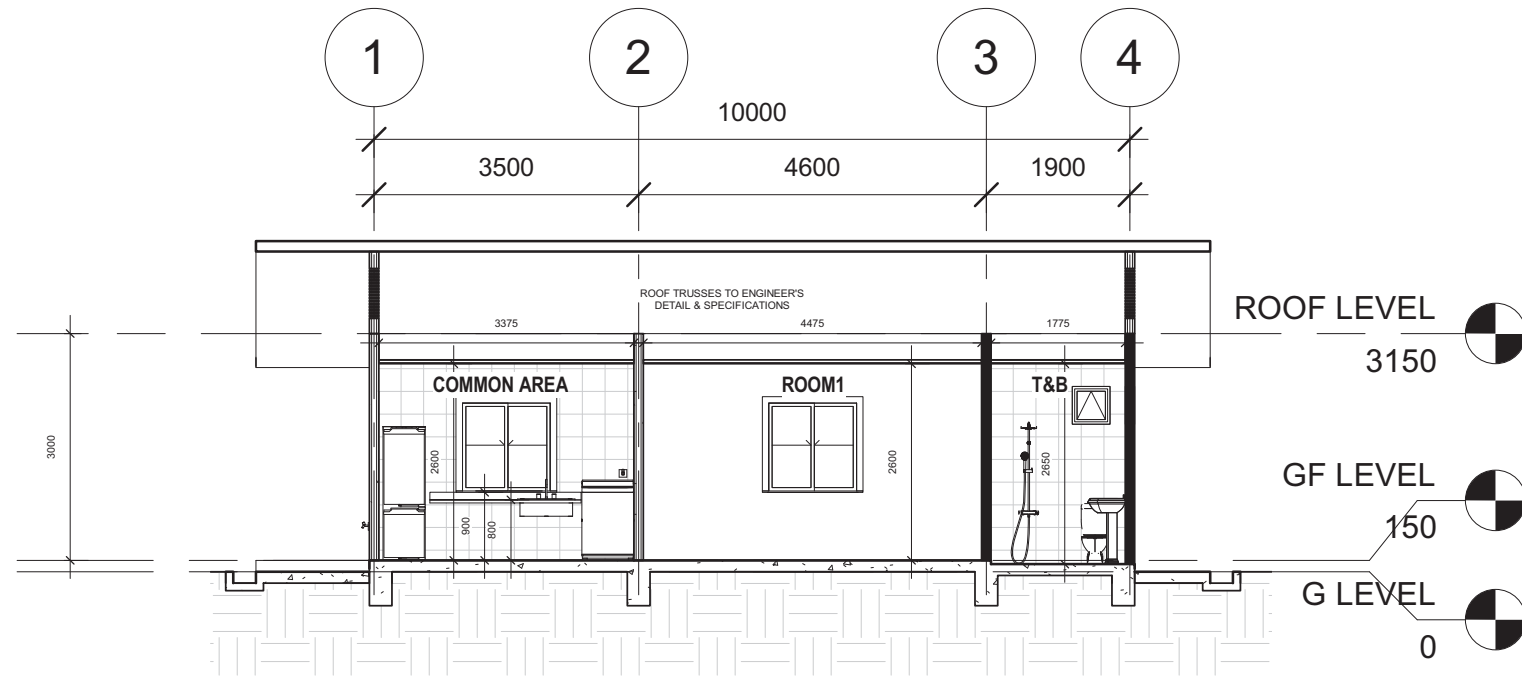 1
2
3
4
10000
3500
4600
1900
ROOF TRUSSES TO ENGINEER'S
DETAIL & SPECIFICATIONS
3375
4475
1775
ROOF LEVEL
3150
COMMON AREA
ROOM1
T&B
3000
2600
2600
2650
900
800
GF LEVEL
150
G LEVEL
0